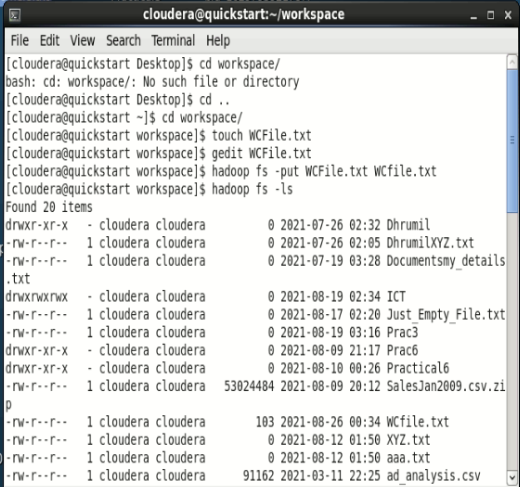 cloudera@quickstart:~/workspace
File Edit View Search Terminal Help
[cloudera@quickstart Desktop]$ cd workspace/
bash: cd: workspace/: No such file or directory
[cloudera@quickstart Desktop]$ cd ..
[cloudera@quickstart ~]$ cd workspace/
[cloudera@quickstart workspace]$ touch WCFile.txt
[cloudera@quickstart workspace]$ gedit WCFile.txt
[cloudera@quickstart workspace]$ hadoop fs -put WCFile.txt WCfile.txt
[cloudera@quickstart workspace]$ hadoop fs -ls
Found 20 items
drwxr-xr-x - cloudera cloudera 0 2021-07-26 02:32 Dhrumil
-rw-r--r-- 1 cloudera cloudera 0 2021-07-26 02:05 DhrumilXYZ.txt
-rw-r--r-- 1 cloudera cloudera 0 2021-07-19 03:28 Documentsmy_details
.txt
drwxrwxrwx - cloudera cloudera 0 2021-08-19 02:34 ICT
-rw-r--r-- 1 cloudera cloudera 0 2021-08-17 02:20 Just_Empty_File.txt
-rw-r--r-- 1 cloudera cloudera 0 2021-08-19 03:16 Prac3
drwxr-xr-x - cloudera cloudera 0 2021-08-09 21:17 Prac6
drwxr-xr-x - cloudera cloudera 0 2021-08-10 00:26 Practical6
-rw-r--r-- 1 cloudera cloudera 53024484 2021-08-09 20:12 SalesJan2009.csv.zi
p
-rw-r--r-- 1 cloudera cloudera 103 2021-08-26 00:34 WCfile.txt
-rw-r--r-- 1 cloudera cloudera 0 2021-08-12 01:50 XYZ.txt
-rw-r--r-- 1 cloudera cloudera 0 2021-08-12 01:50 aaa.txt
-rw-r--r-- 1 cloudera cloudera 91162 2021-03-11 22:25 ad_analysis.csv